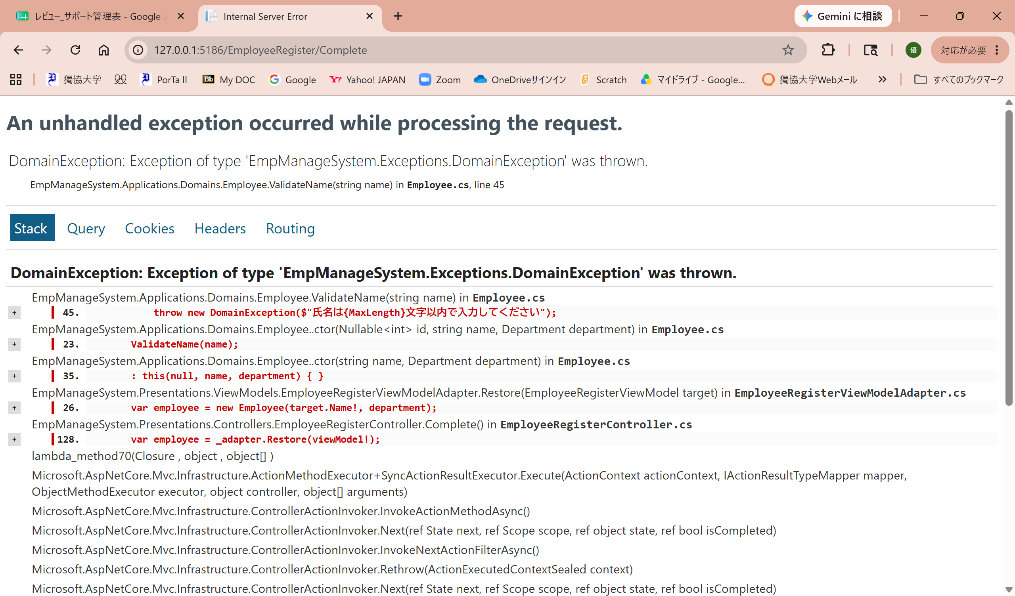 レビュー_サポート管理表 - Google
Internal Server Error
Gemini に相談
127.0.0.1:5186/EmployeeRegister/Complete
対応が必要
獨協大学
PorTa II
My DOC
Google
Yahoo! JAPAN
Zoom
OneDriveサインイン
Scratch
マイドライブ - Google...
獨協大学Webメール
»
すべてのブックマーク
An unhandled exception occurred while processing the request.
DomainException: Exception of type 'EmpManageSystem.Exceptions.DomainException' was thrown.
EmpManageSystem.Applications.Domains.Employee.ValidateName(string name) in Employee.cs, line 45
Stack Query Cookies Headers Routing
DomainException: Exception of type 'EmpManageSystem.Exceptions.DomainException' was thrown.
EmpManageSystem.Applications.Domains.Employee.ValidateName(string name) in Employee.cs
+ 45. throw new DomainException($"氏名は{MaxLength}文字以内で入力してください");
EmpManageSystem.Applications.Domains.Employee..ctor(Nullable<int> id, string name, Department department) in Employee.cs
+ 23. ValidateName(name);
EmpManageSystem.Applications.Domains.Employee..ctor(string name, Department department) in Employee.cs
+ 35. : this(null, name, department) { }
EmpManageSystem.Presentations.ViewModels.EmployeeRegisterViewModelAdapter.Restore(EmployeeRegisterViewModel target) in EmployeeRegisterViewModelAdapter.cs
+ 26. var employee = new Employee(target.Name!, department);
EmpManageSystem.Presentations.Controllers.EmployeeRegisterController.Complete() in EmployeeRegisterController.cs
+ 128. var employee = _adapter.Restore(viewModel!);
lambda_method70(Closure , object , object[] )
Microsoft.AspNetCore.Mvc.Infrastructure.ActionMethodExecutor+SyncActionResultExecutor.Execute(ActionContext actionContext, IActionResultTypeMapper mapper,
ObjectMethodExecutor executor, object controller, object[] arguments)
Microsoft.AspNetCore.Mvc.Infrastructure.ControllerActionInvoker.InvokeActionMethodAsync()
Microsoft.AspNetCore.Mvc.Infrastructure.ControllerActionInvoker.Next(ref State next, ref Scope scope, ref object state, ref bool isCompleted)
Microsoft.AspNetCore.Mvc.Infrastructure.ControllerActionInvoker.InvokeNextActionFilterAsync()
Microsoft.AspNetCore.Mvc.Infrastructure.ControllerActionInvoker.Rethrow(ActionExecutedContextSealed context)
Microsoft.AspNetCore.Mvc.Infrastructure.ControllerActionInvoker.Next(ref State next, ref Scope scope, ref object state, ref bool isCompleted)